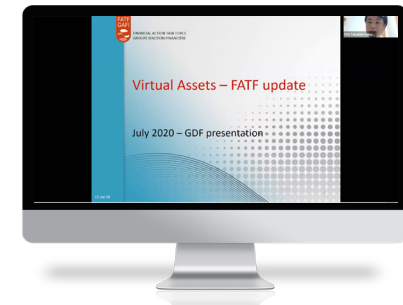 FATF
GAFI
FINANCIAL ACTION TASK FORCE
GROUPE D'ACTION FINANCIÈRE
Virtual Assets – FATF update
July 2020 – GDF presentation